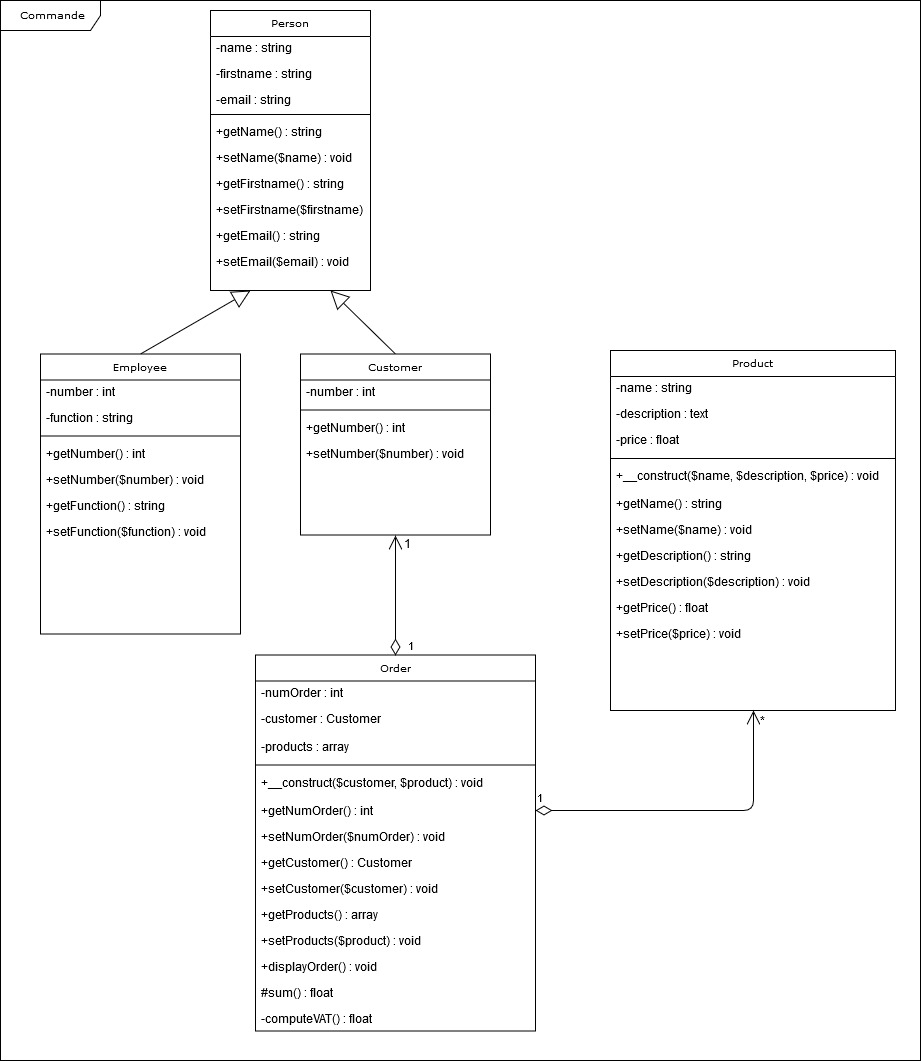 Commande
Person
-name : string
-firstname : string
-email : string
+getName() : string
+setName($name) : void
+getFirstname() : string
+setFirstname($firstname)
+getEmail() : string
+setEmail($email) : void
Employee
-number : int
-function : string
+getNumber() : int
+setNumber($number) : void
+getFunction() : string
+setFunction($function) : void
Customer
-number : int
+getNumber() : int
+setNumber($number) : void
1
1
Product
-name : string
-description : text
-price : float
+__construct($name, $description, $price) : void
+getName() : string
+setName($name) : void
+getDescription() : string
+setDescription($description) : void
+getPrice() : float
+setPrice($price) : void
*
1
Order
-numOrder : int
-customer : Customer
-products : array
+__construct($customer, $product) : void
+getNumOrder() : int
+setNumOrder($numOrder) : void
+getCustomer() : Customer
+setCustomer($customer) : void
+getProducts() : array
+setProducts($product) : void
+displayOrder() : void
#sum() : float
-computeVAT() : float